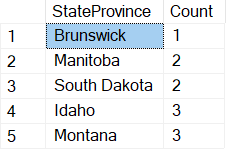 StateProvince Count
1 Brunswick 1
2 Manitoba 2
3 South Dakota 2
4 Idaho 3
5 Montana 3